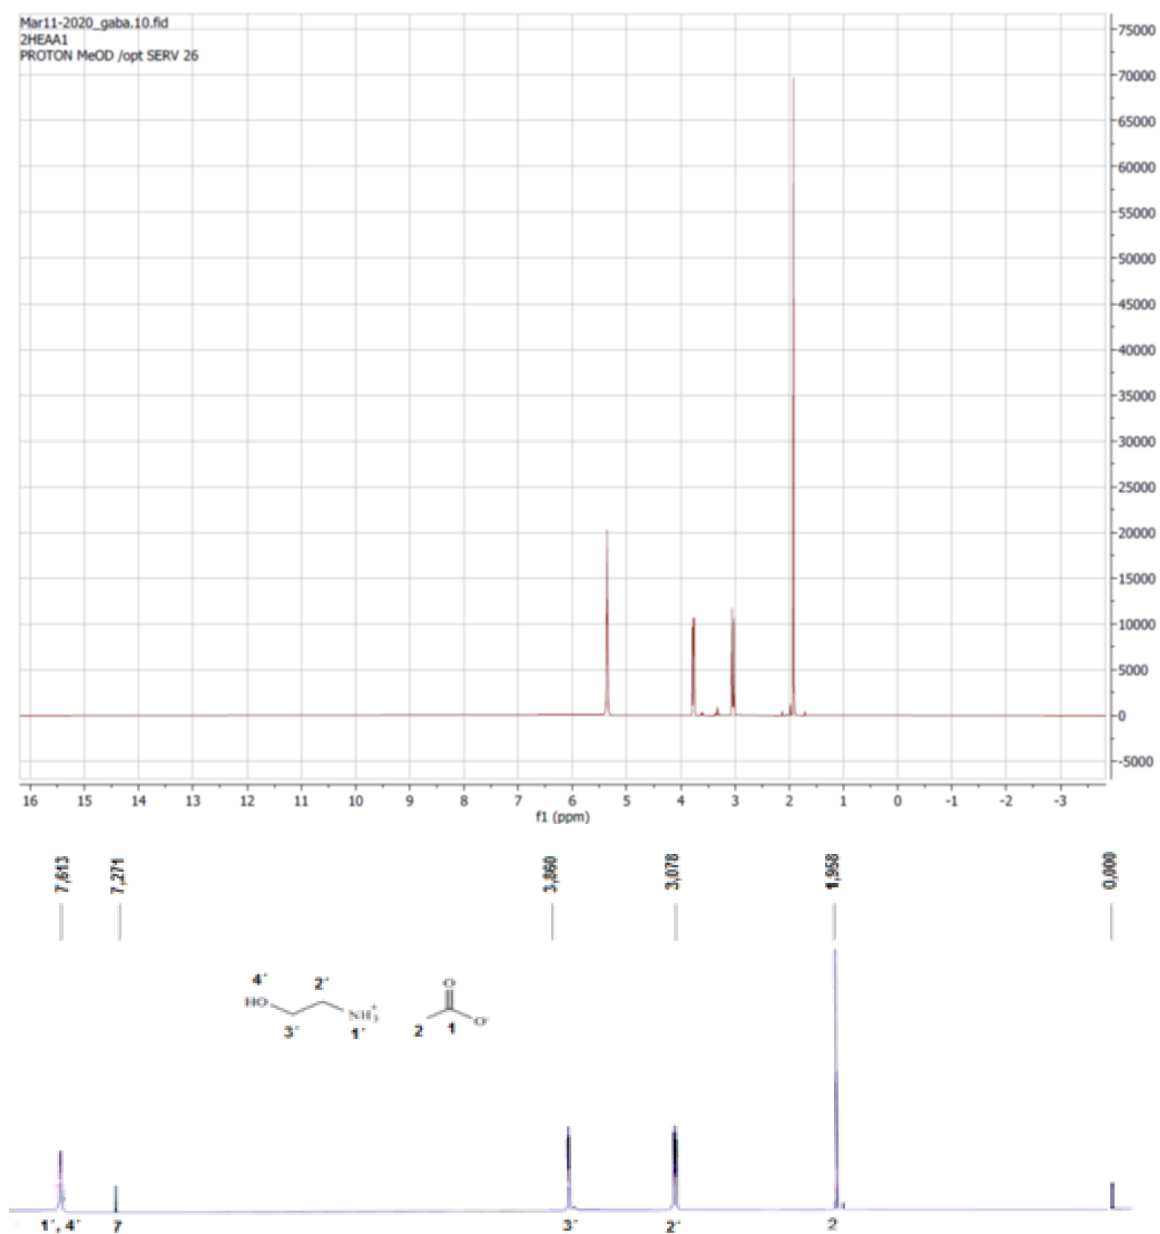 Mar11-2020_gaba.10.fid
2HEAA1
PROTON MeOD /opt SERV 26
75000
70000
65000
60000
55000
50000
45000
40000
35000
30000
25000
20000
15000
10000
5000
0
-5000
16 15 14 13 12 11 10 9 8 7 6 5 4 3 2 1 0 -1 -2 -3
f1 (ppm)
7,613 7,271 3,860 3,078 1,958 0,000
4´ 2´ O
HO NH3+ O-
3´ 1´ 2 1
1´, 4´ 7 3´ 2´ 2